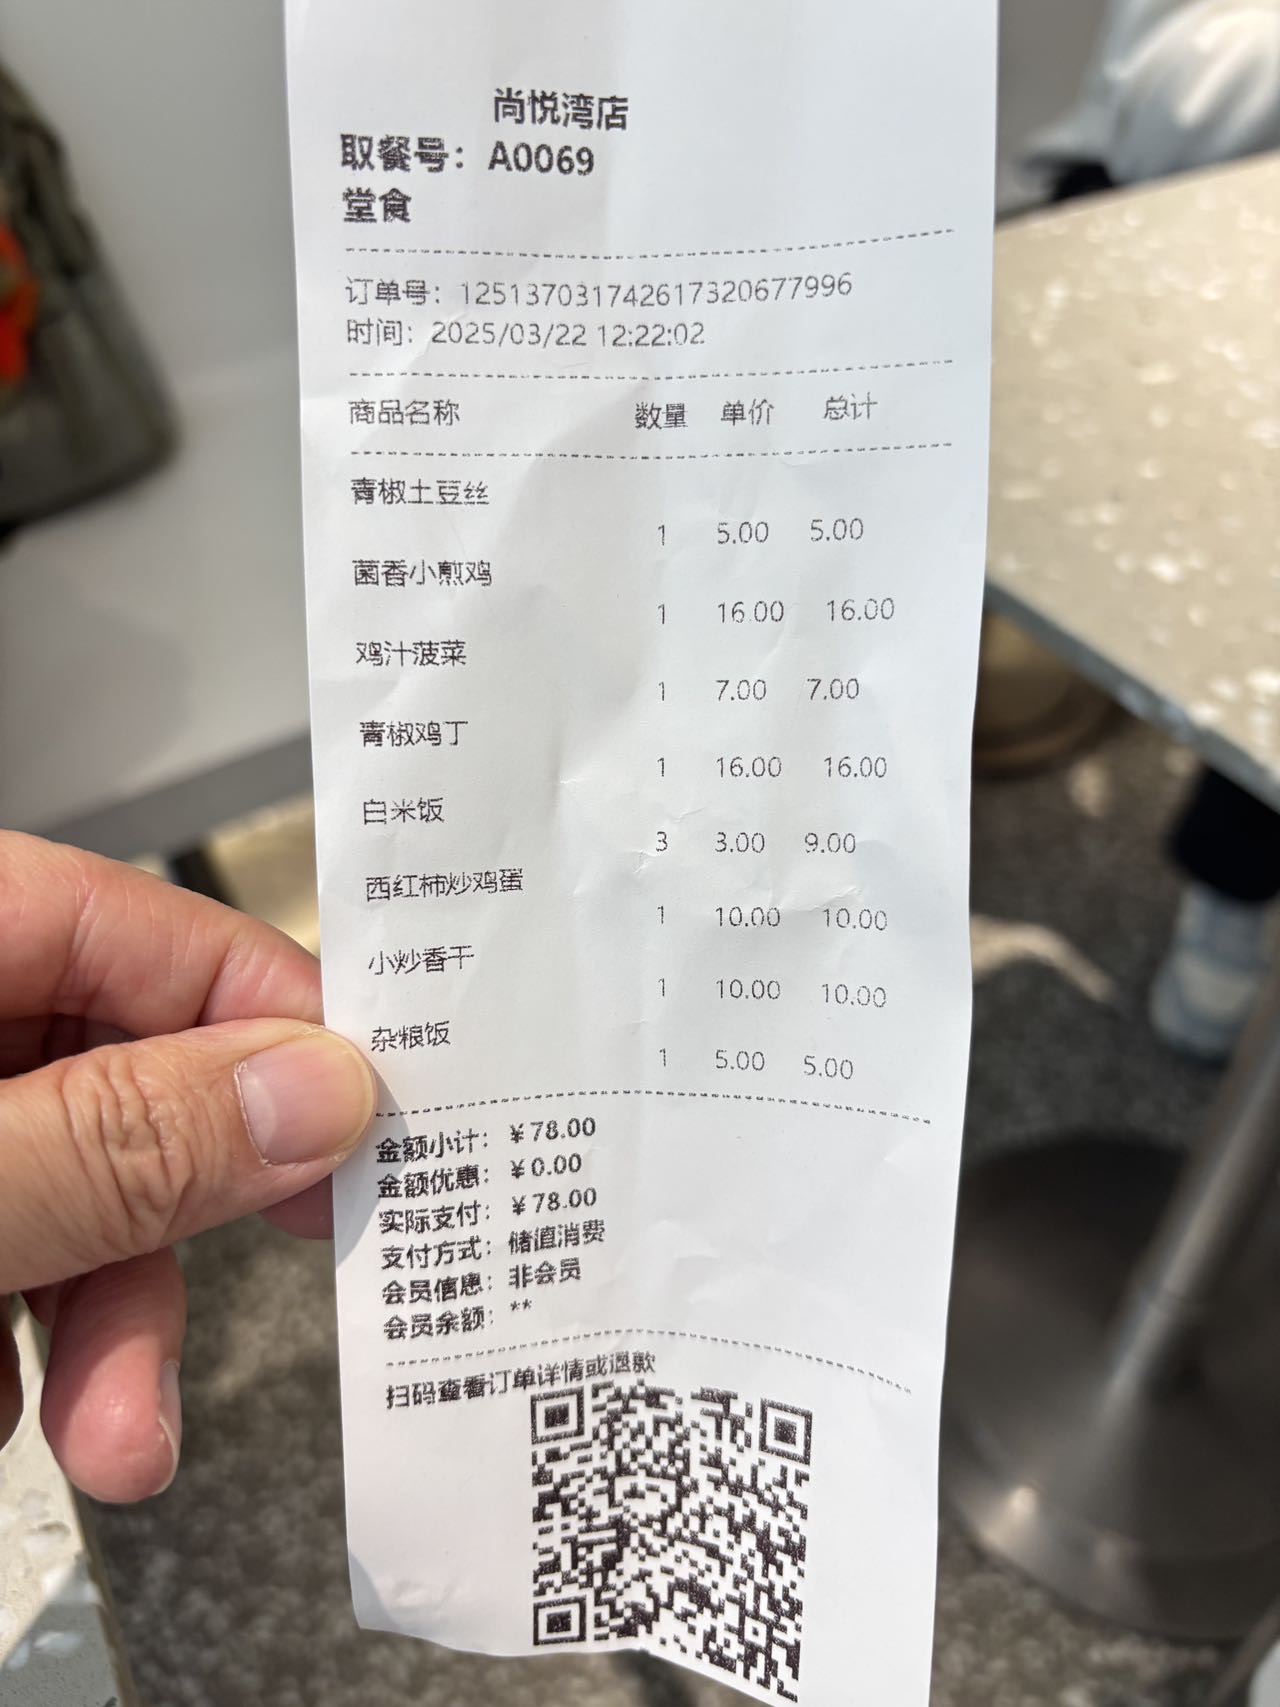 尚悦湾店
取餐号：A0069
堂食
订单号：125137031742617320677996
时间：2025/03/22 12:22:02
商品名称 数量 单价 总计
青椒土豆丝
1 5.00 5.00
菌香小煎鸡
1 16.00 16.00
鸡汁菠菜
1 7.00 7.00
青椒鸡丁
1 16.00 16.00
白米饭
3 3.00 9.00
西红柿炒鸡蛋
1 10.00 10.00
小炒香干
1 10.00 10.00
杂粮饭
1 5.00 5.00
金额小计：¥78.00
金额优惠：¥0.00
实际支付：¥78.00
支付方式：储值消费
会员信息：非会员
会员余额：**
扫码查看订单详情或退款